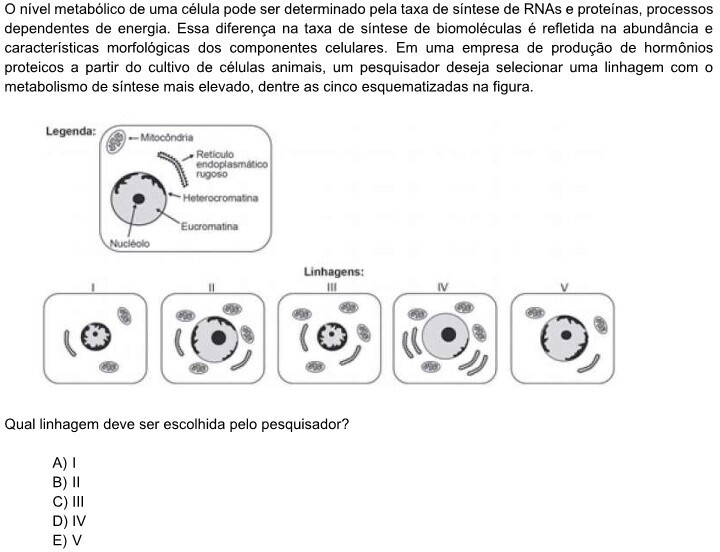 O nível metabólico de uma célula pode ser determinado pela taxa de síntese de RNAs e proteínas, processos
dependentes de energia. Essa diferença na taxa de síntese de biomoléculas é refletida na abundância e
características morfológicas dos componentes celulares. Em uma empresa de produção de hormônios
proteicos a partir do cultivo de células animais, um pesquisador deseja selecionar uma linhagem com o
metabolismo de síntese mais elevado, dentre as cinco esquematizadas na figura.
Legenda:
Mitocôndria
Retículo
endoplasmático
rugoso
Heterocromatina
Eucromatina
Nucléolo
Linhagens:
I II III IV V
Qual linhagem deve ser escolhida pelo pesquisador?
A) I
B) II
C) III
D) IV
E) V